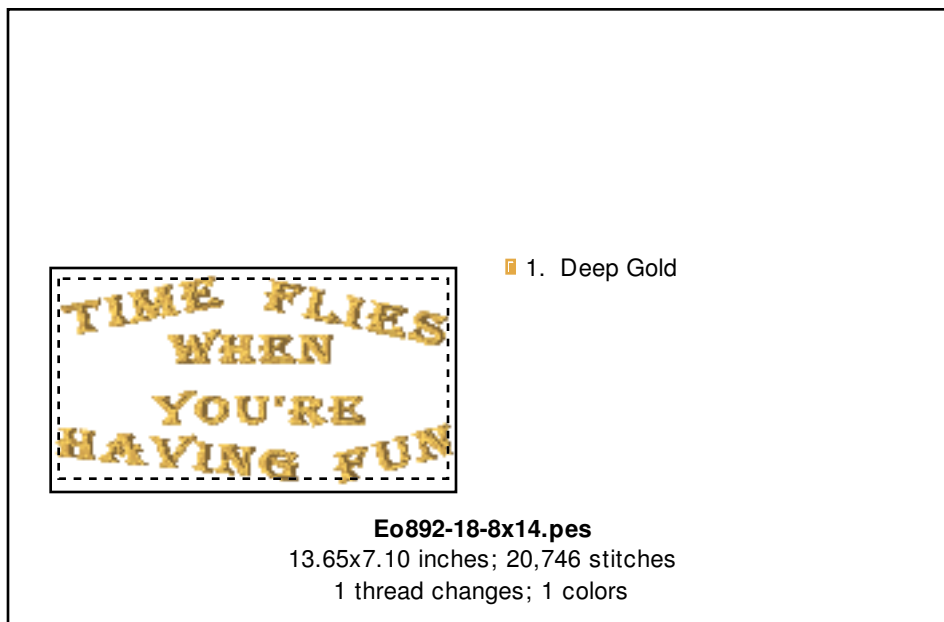 1. Deep Gold
TIME FLIES
WHEN
YOU'RE
HAVING FUN
Eo892-18-8x14.pes
13.65x7.10 inches; 20,746 stitches
1 thread changes; 1 colors